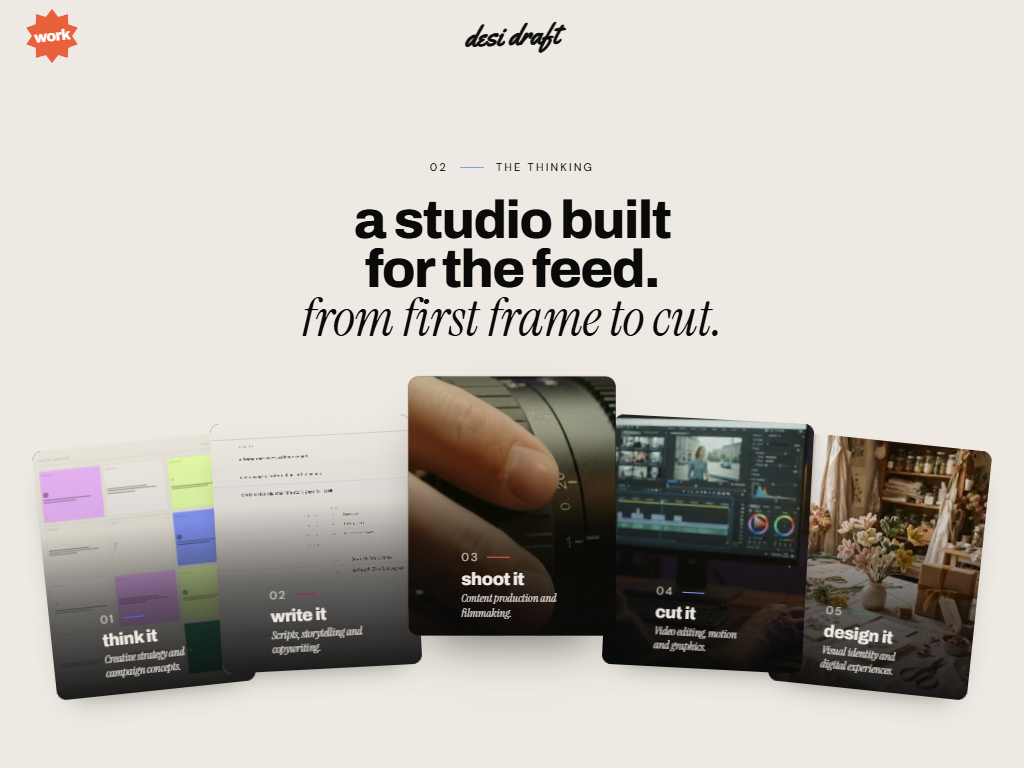 work
desi draft
02 — THE THINKING
a studio built
for the feed.
from first frame to cut.
01
think it
Creative strategy and
campaign concepts.
02
write it
Scripts, storytelling and
copywriting.
03
shoot it
Content production and
filmmaking.
04
cut it
Video editing, motion
and graphics.
05
design it
Visual identity and
digital experiences.